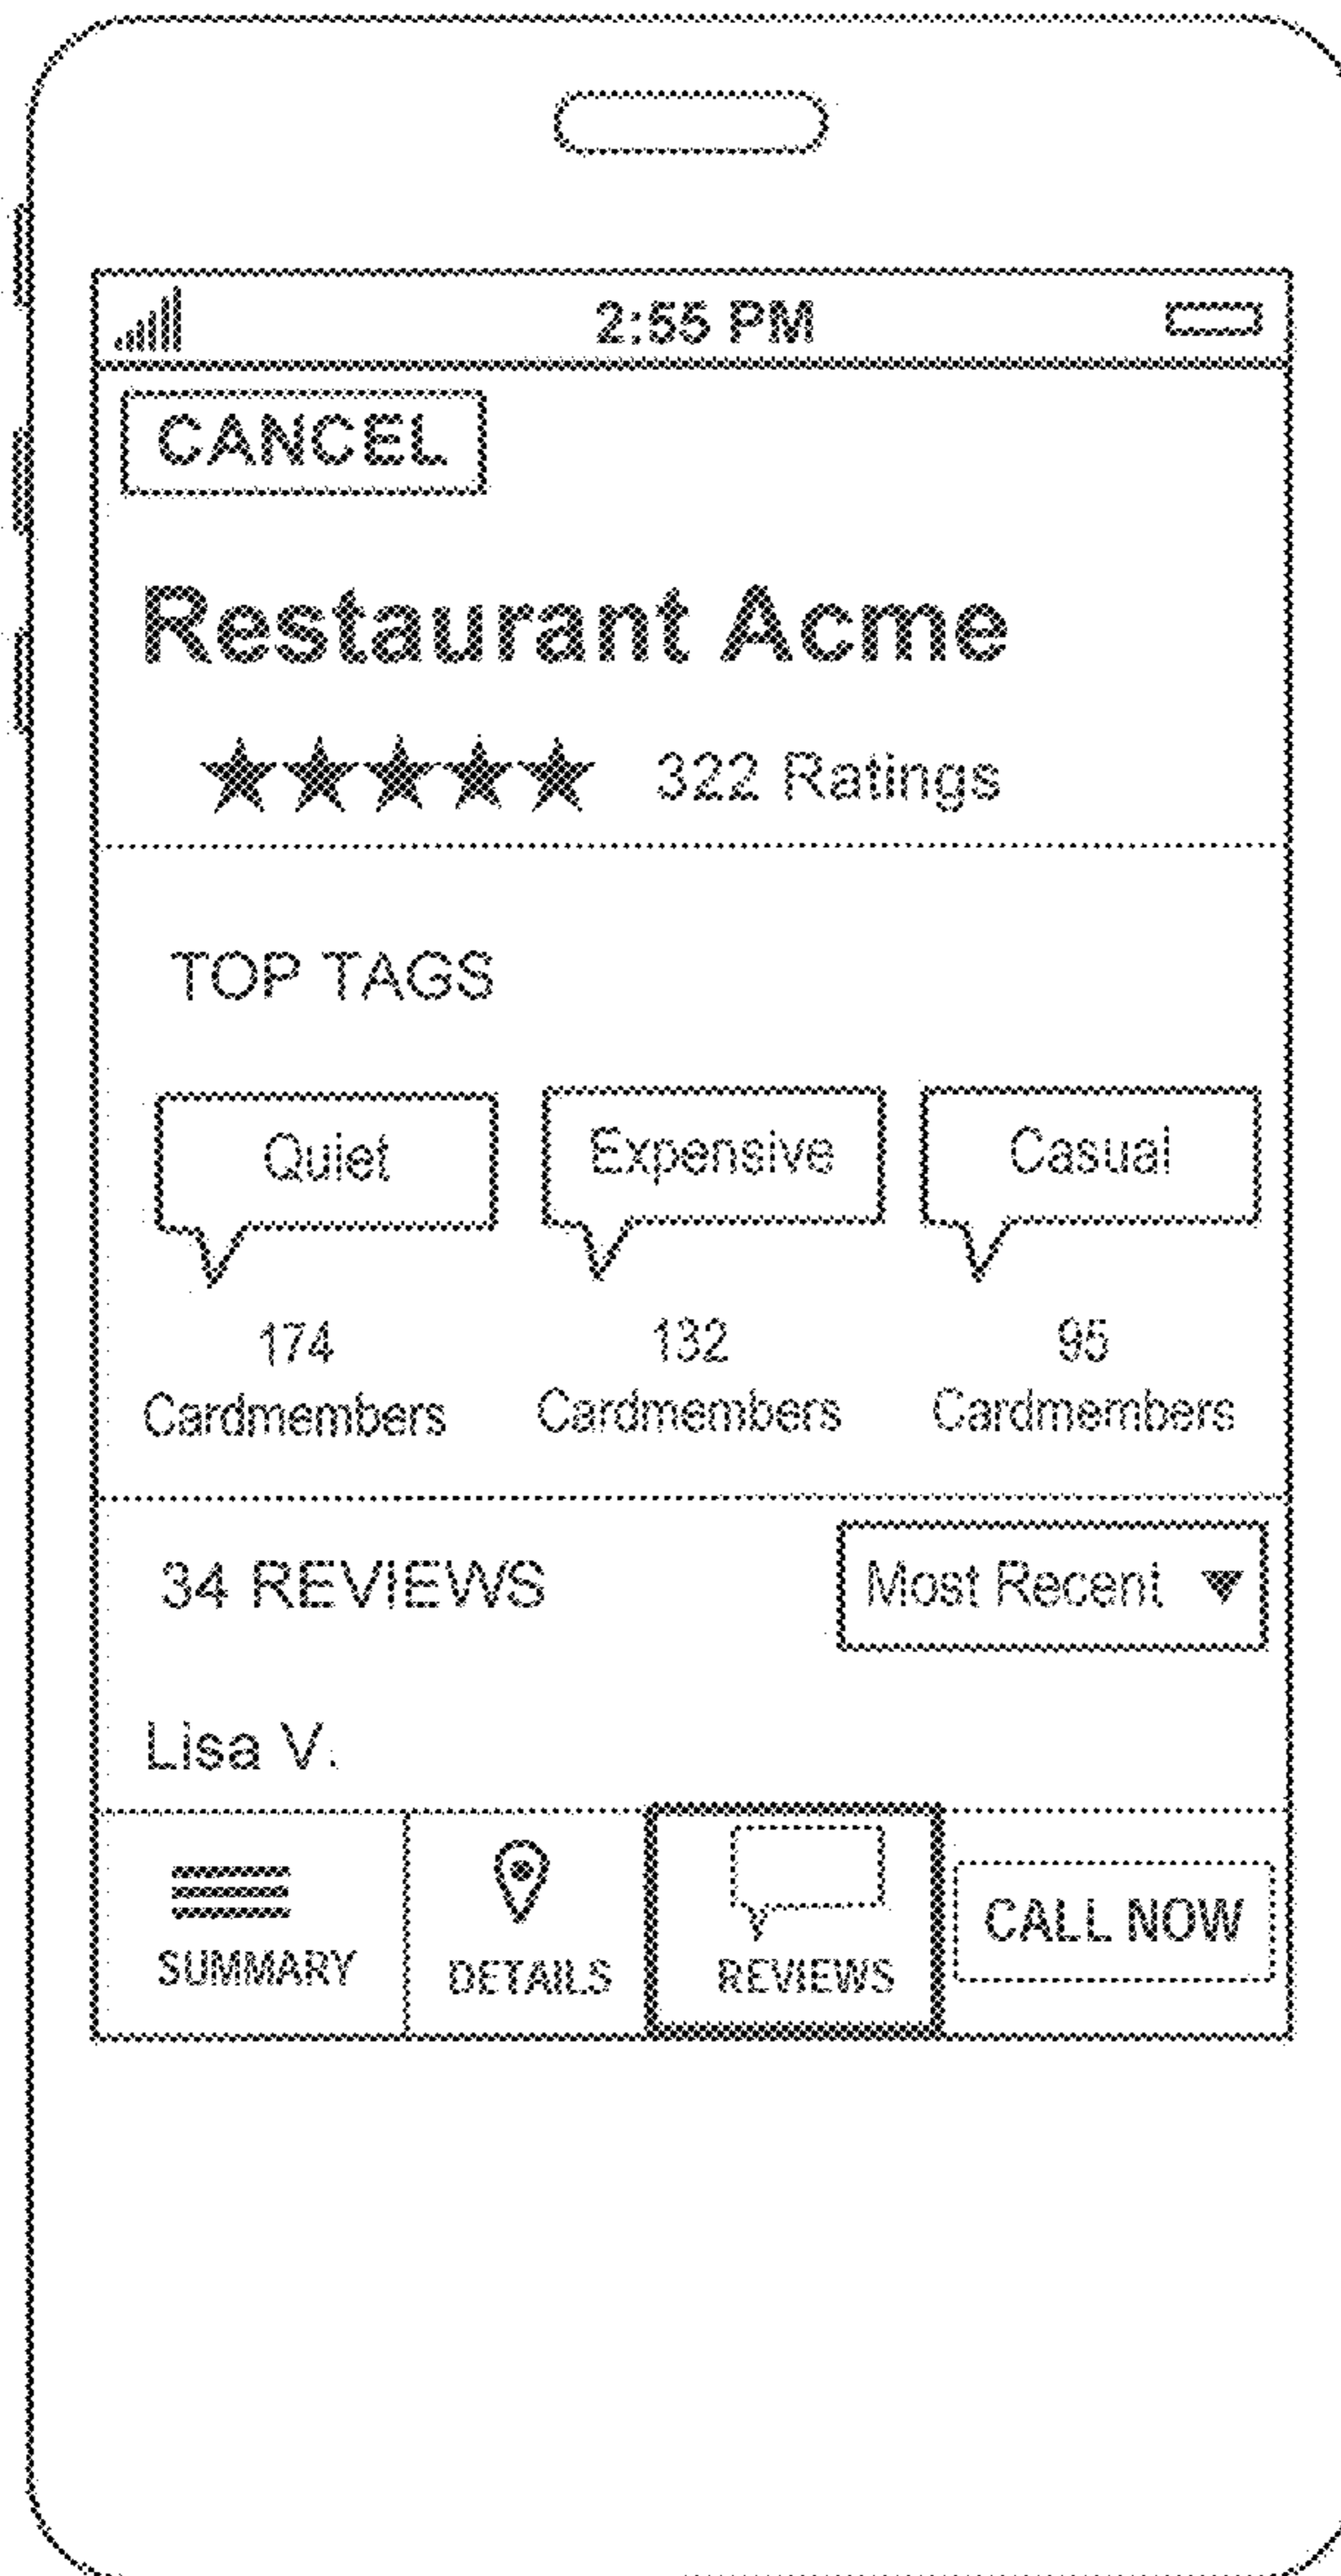 2:55 PM
CANCEL
Restaurant Acme
322 Ratings
TOP TAGS
Quiet Expensive Casual
174 132 95
Cardmembers Cardmembers Cardmembers
34 REVIEWS Most Recent
Lisa V.
SUMMARY DETAILS REVIEWS CALL NOW